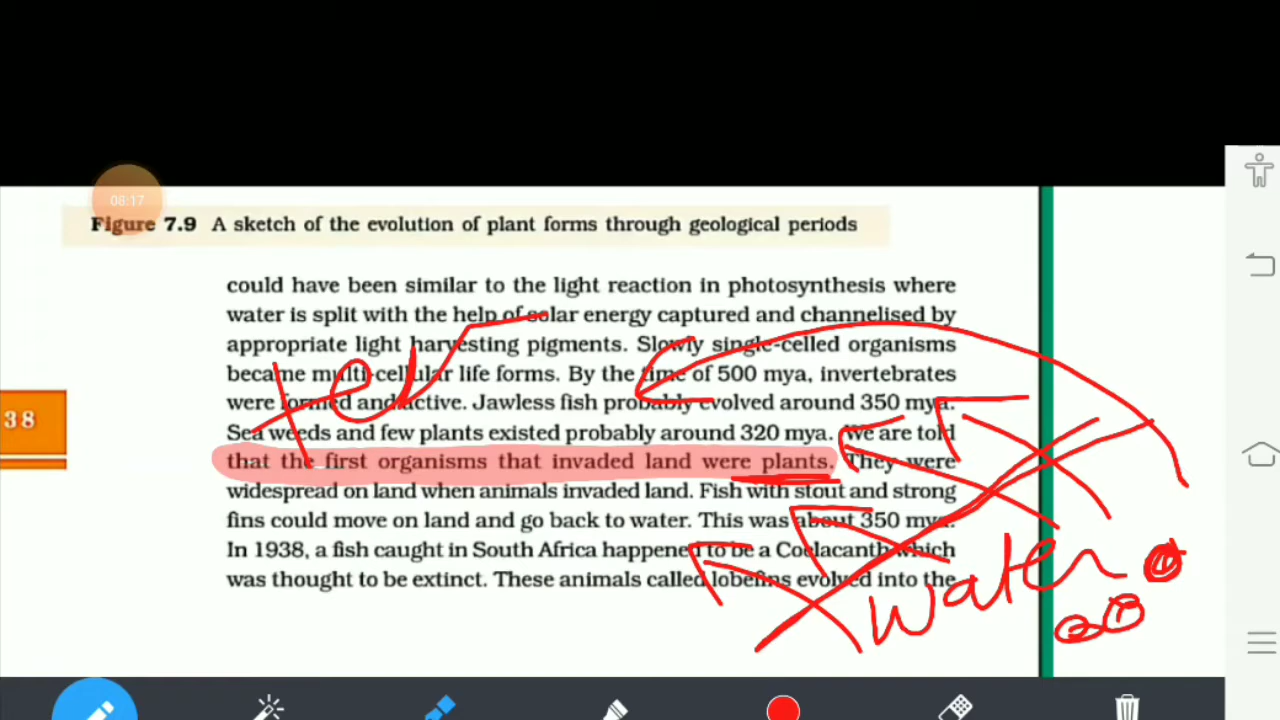 08:17
Figure 7.9 A sketch of the evolution of plant forms through geological periods
could have been similar to the light reaction in photosynthesis where
water is split with the help of solar energy captured and channelised by
appropriate light harvesting pigments. Slowly single-celled organisms
became multi-cellular life forms. By the time of 500 mya, invertebrates
were formed and active. Jawless fish probably evolved around 350 mya.
Sea weeds and few plants existed probably around 320 mya. We are told
that the first organisms that invaded land were plants. They were
widespread on land when animals invaded land. Fish with stout and strong
fins could move on land and go back to water. This was about 350 mya.
In 1938, a fish caught in South Africa happened to be a Coelacanth which
was thought to be extinct. These animals called lobefins evolved into the
38
water